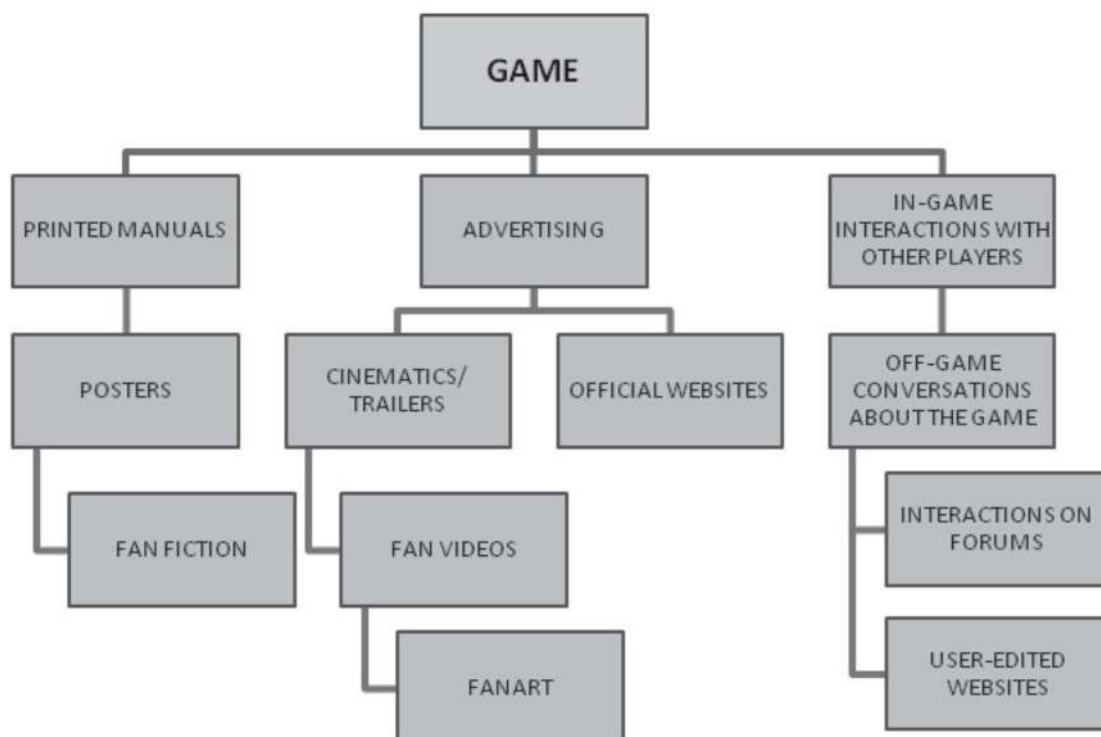 GAME
PRINTED MANUALS
ADVERTISING
IN-GAME
INTERACTIONS WITH
OTHER PLAYERS
POSTERS
CINEMATICS/
TRAILERS
OFFICIAL WEBSITES
OFF-GAME
CONVERSATIONS
ABOUT THE GAME
FAN FICTION
FAN VIDEOS
INTERACTIONS ON
FORUMS
FANART
USER-EDITED
WEBSITES